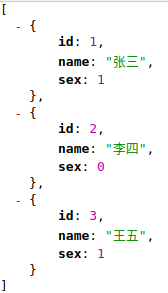 [
- {
id: 1,
name: "张三",
sex: 1
},
- {
id: 2,
name: "李四",
sex: 0
},
- {
id: 3,
name: "王五",
sex: 1
}
]